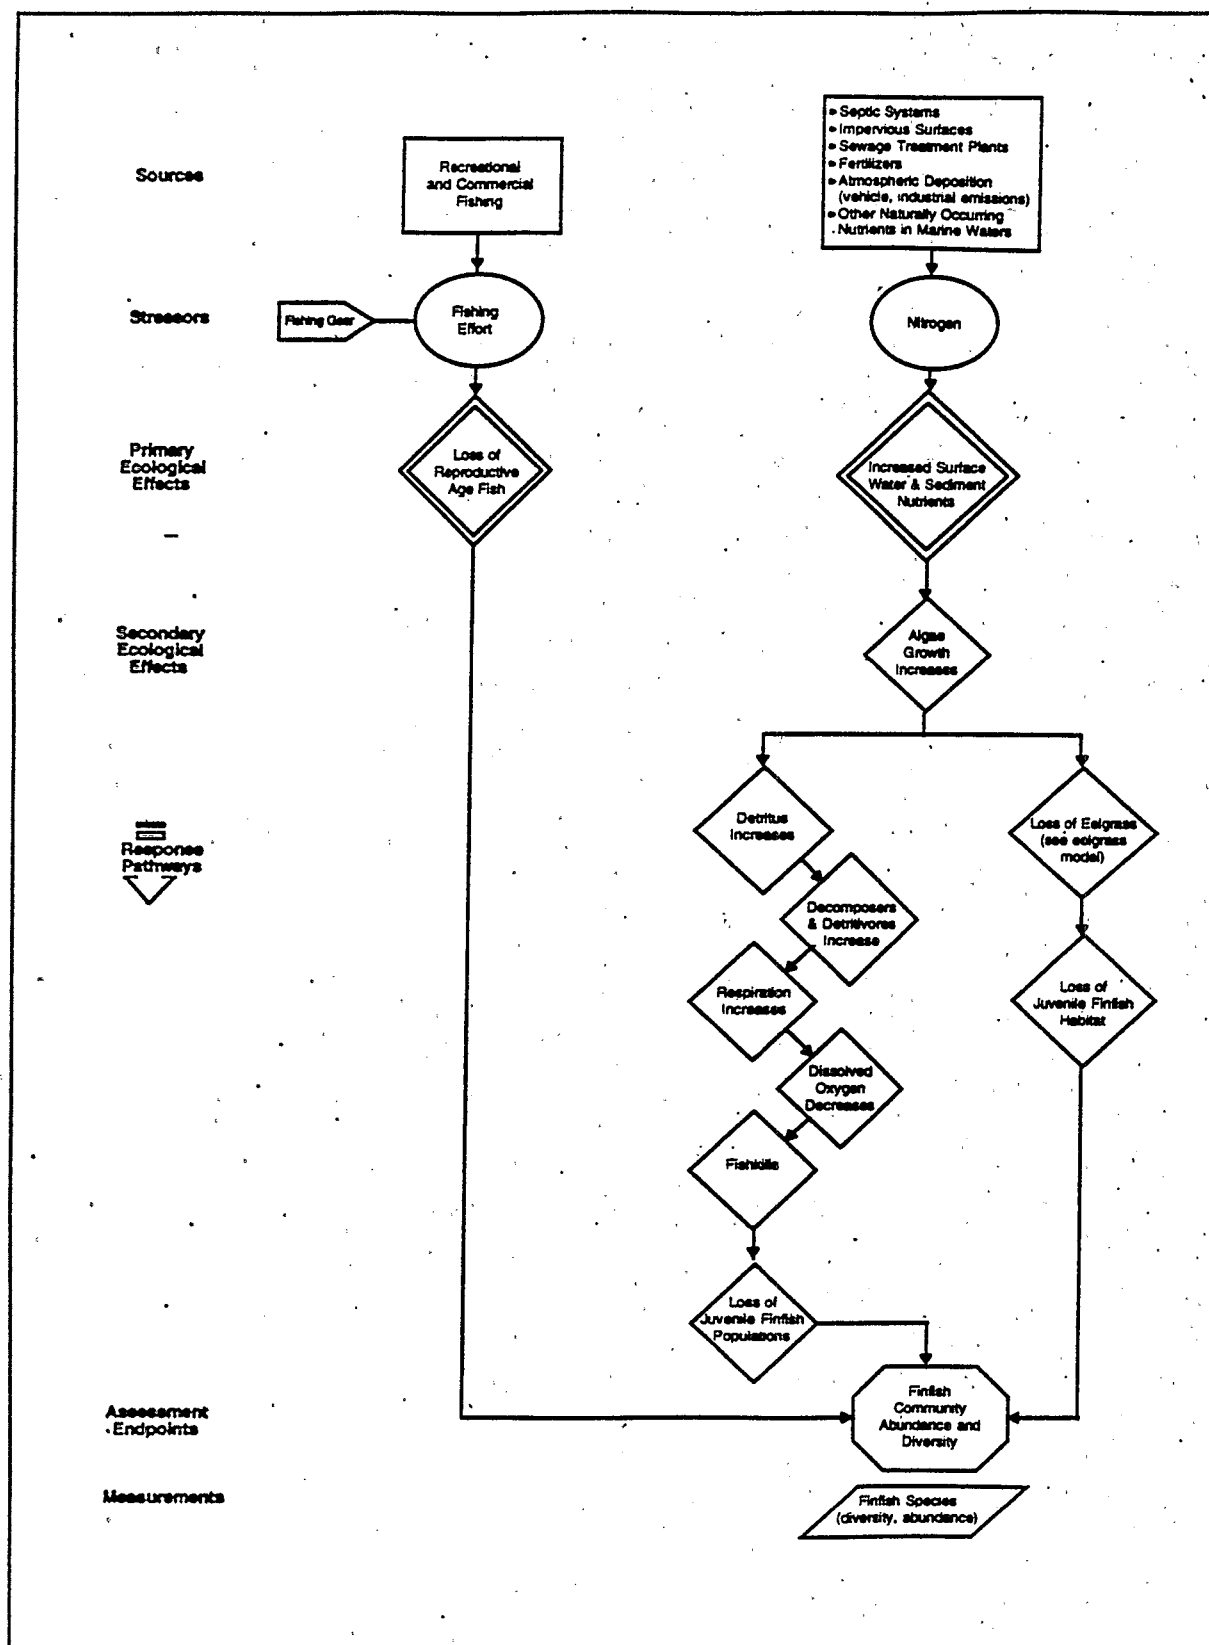 Sources
Recreational
and Commercial
Fishing
▸ Septic Systems
▸ Impervious Surfaces
▸ Sewage Treatment Plants
▸ Fertilizers
▸ Atmospheric Deposition
(vehicle, industrial emissions)
▸ Other Naturally Occurring
Nutrients in Marine Waters
Stressors
Fishing Gear
Fishing
Effort
Nitrogen
Primary
Ecological
Effects
Loss of
Reproductive
Age Fish
Increased Surface
Water & Sediment
Nutrients
Secondary
Ecological
Effects
Algae
Growth
Increases
Response
Pathways
Detritus
Increases
Loss of Eelgrass
(see eelgrass
model)
Decomposers
& Detritivores
Increase
Respiration
Increases
Loss of
Juvenile Finfish
Habitat
Dissolved
Oxygen
Decreases
Fishkills
Loss of
Juvenile Finfish
Populations
Assessment
Endpoints
Finfish
Community
Abundance and
Diversity
Measurements
Finfish Species
(diversity, abundance)